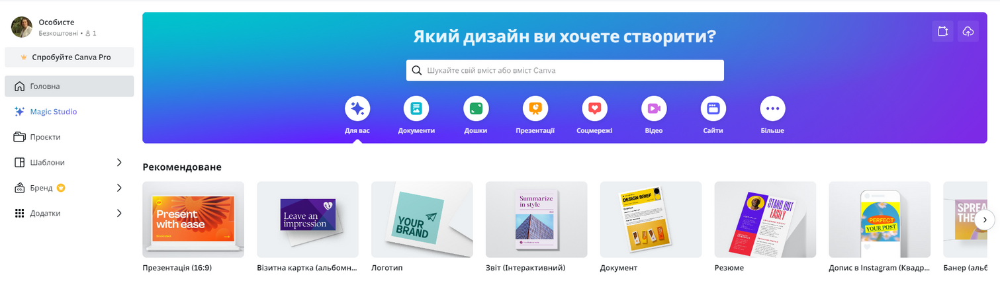 Особисте
Безкоштовні • 1
Спробуйте Canva Pro
Головна
Magic Studio
Проєкти
Шаблони
Бренд
Додатки
Який дизайн ви хочете створити?
Шукайте свій вміст або вміст Canva
Для вас
Документи
Дошки
Презентації
Соцмережі
Відео
Сайти
Більше
Рекомендоване
Present
with ease
Leave an
impression
YOUR
BRAND
Summarize
in style
DESIGN BRIEF
STAND OUT
EASILY
PERFECT
YOUR POST
SPREA
THE
Презентація (16:9)
Візитна картка (альбомн...
Логотип
Звіт (Інтерактивний)
Документ
Резюме
Допис в Instagram (Квадр...
Банер (альб